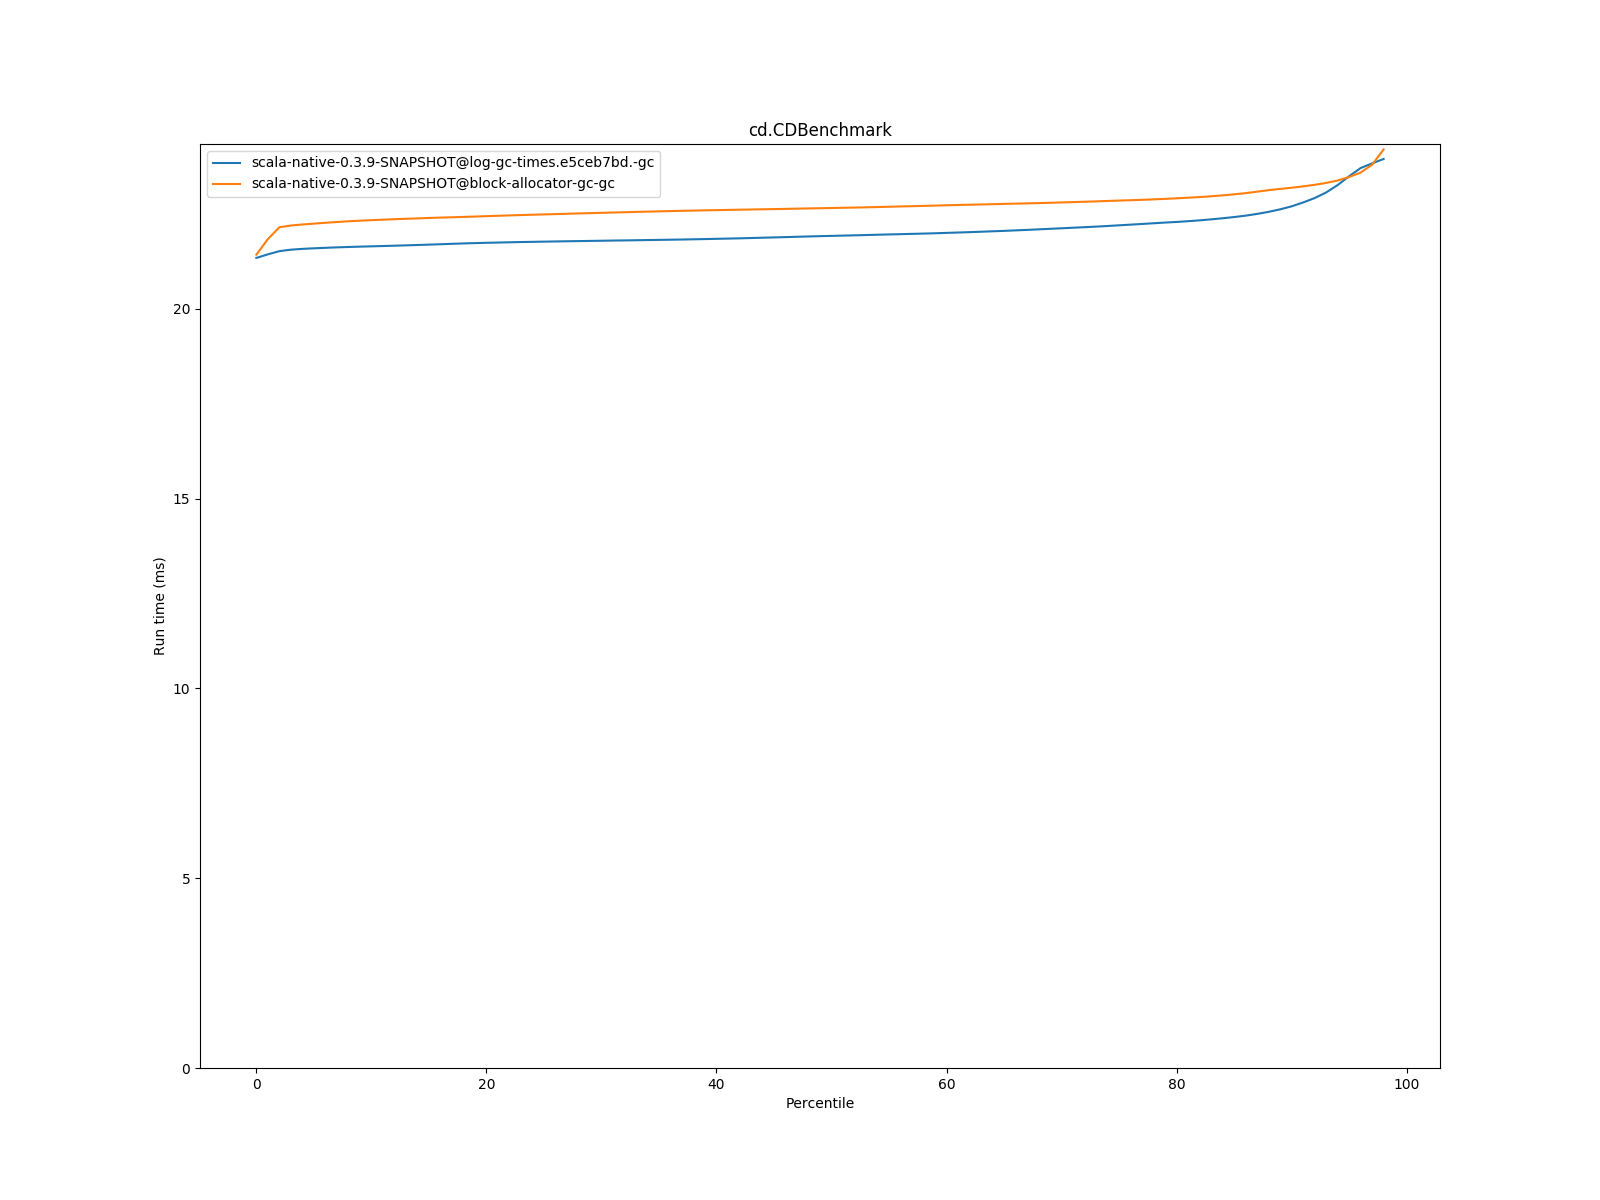 cd.CDBenchmark
scala-native-0.3.9-SNAPSHOT@log-gc-times.e5ceb7bd.-gc
scala-native-0.3.9-SNAPSHOT@block-allocator-gc-gc
20
15
10
5
0
Run time (ms)
0 20 40 60 80 100
Percentile